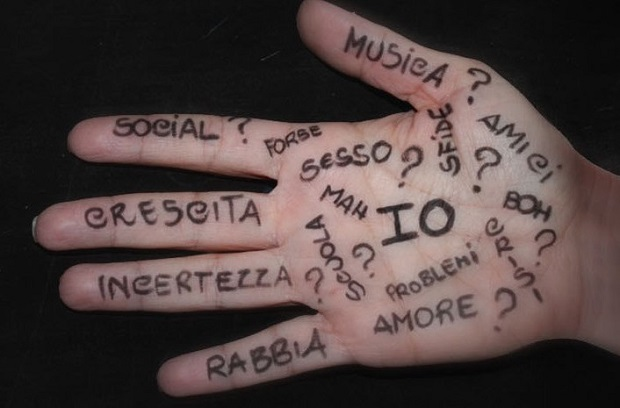 MUSICA ?
SOCIAL ?
FORSE
SFIDE
AMICI
SESSO ?
?
CRESCITA
MAH
IO
BOH ?
SCUOLA ?
CRISI
INCERTEZZA ?
PROBLEMI
AMORE ?
RABBIA